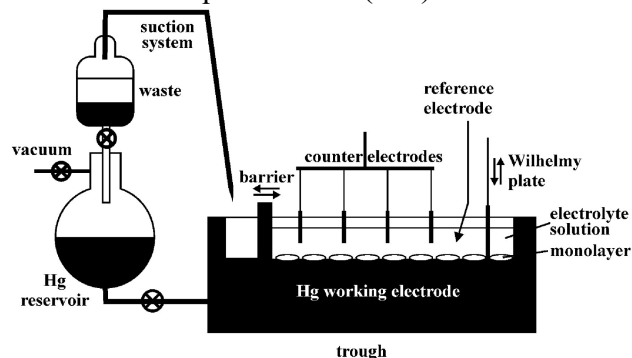 suction
system
waste
vacuum
reference
electrode
counter electrodes
Wilhelmy
plate
barrier
electrolyte
solution
monolayer
Hg
reservoir
Hg working electrode
trough